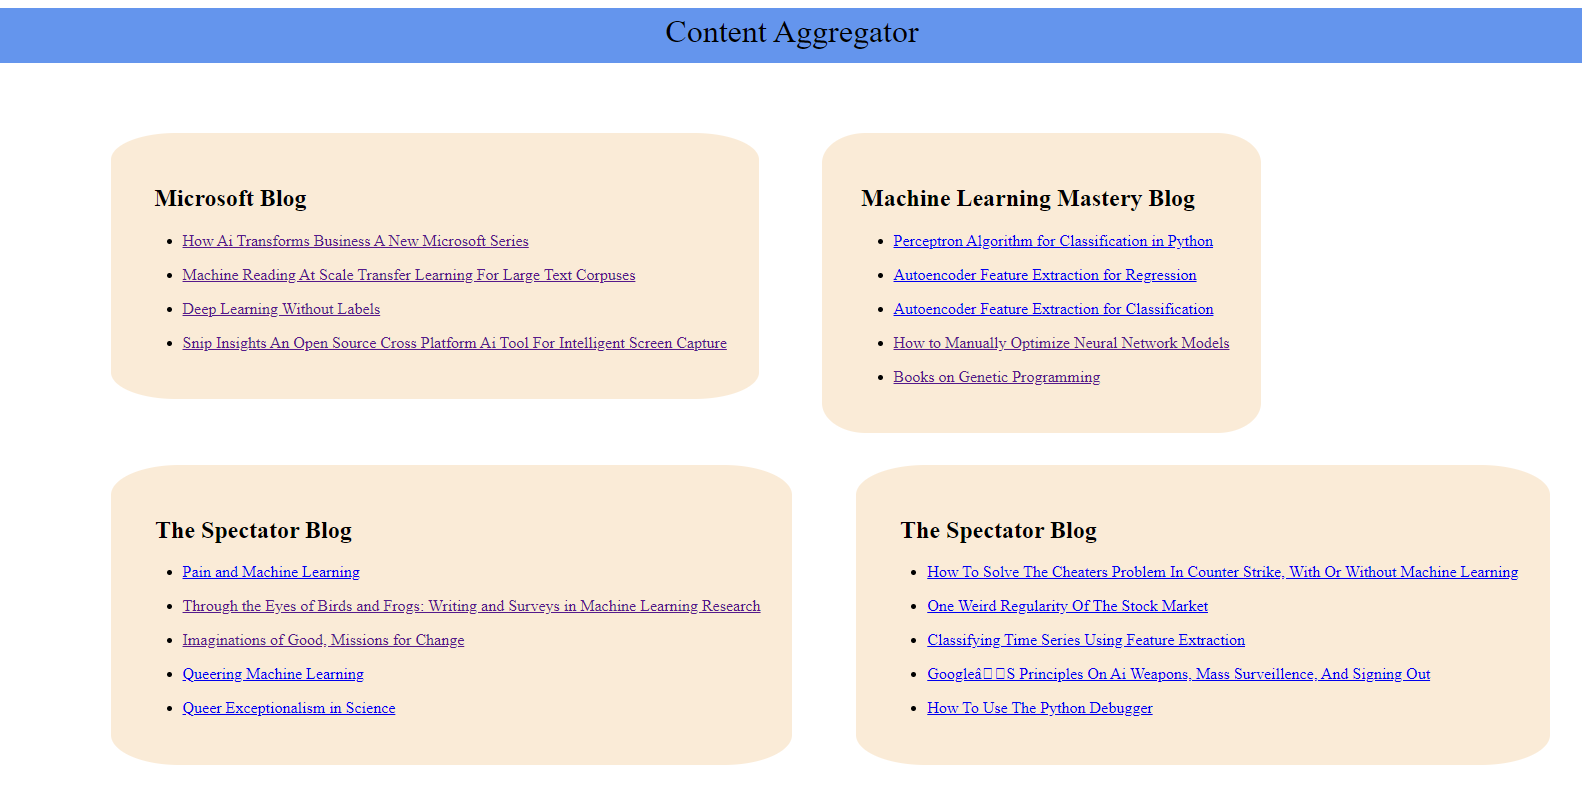 Content Aggregator
Microsoft Blog
How Ai Transforms Business A New Microsoft Series
Machine Reading At Scale Transfer Learning For Large Text Corpuses
Deep Learning Without Labels
Snip Insights An Open Source Cross Platform Ai Tool For Intelligent Screen Capture
Machine Learning Mastery Blog
Perceptron Algorithm for Classification in Python
Autoencoder Feature Extraction for Regression
Autoencoder Feature Extraction for Classification
How to Manually Optimize Neural Network Models
Books on Genetic Programming
The Spectator Blog
Pain and Machine Learning
Through the Eyes of Birds and Frogs: Writing and Surveys in Machine Learning Research
Imaginations of Good, Missions for Change
Queering Machine Learning
Queer Exceptionalism in Science
The Spectator Blog
How To Solve The Cheaters Problem In Counter Strike, With Or Without Machine Learning
One Weird Regularity Of The Stock Market
Classifying Time Series Using Feature Extraction
Googleâ□□S Principles On Ai Weapons, Mass Surveillence, And Signing Out
How To Use The Python Debugger